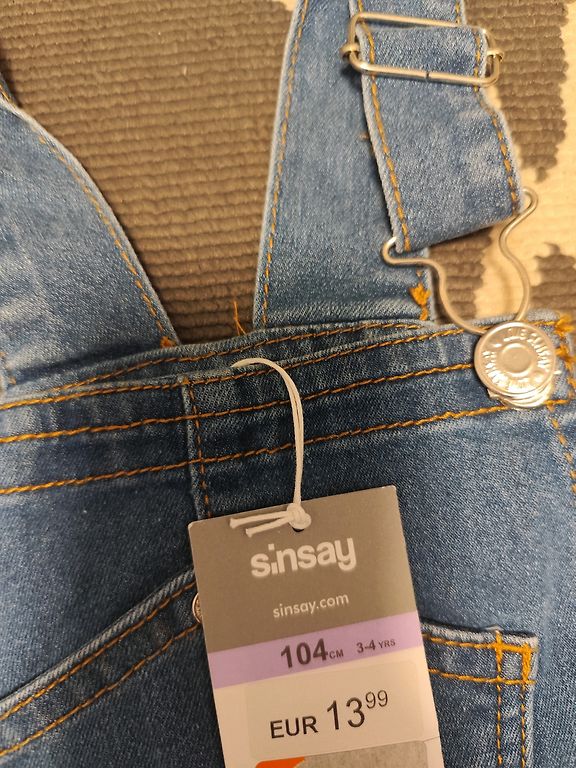 sinsay
sinsay.com
104CM 3-4 YRS
EUR 13 99